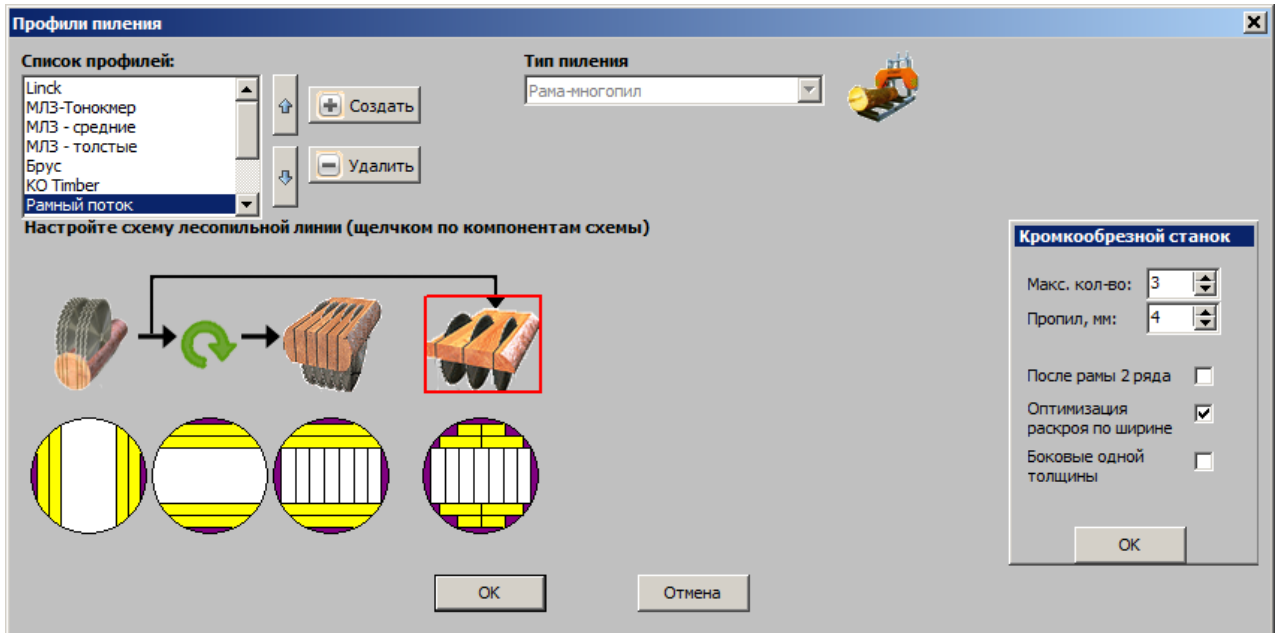 Профили пиления
Список профилей:
Тип пиления
Linck
МЛЗ-Тонокмер
МЛЗ - средние
МЛЗ - толстые
Брус
KO Timber
Рамный поток
Создать
Удалить
Рама-многопил
Настройте схему лесопильной линии (щелчком по компонентам схемы)
Кромкообрезной станок
Макс. кол-во: 3
Пропил, мм: 4
После рамы 2 ряда
Оптимизация
раскроя по ширине
Боковые одной
толщины
OK
OK
Отмена